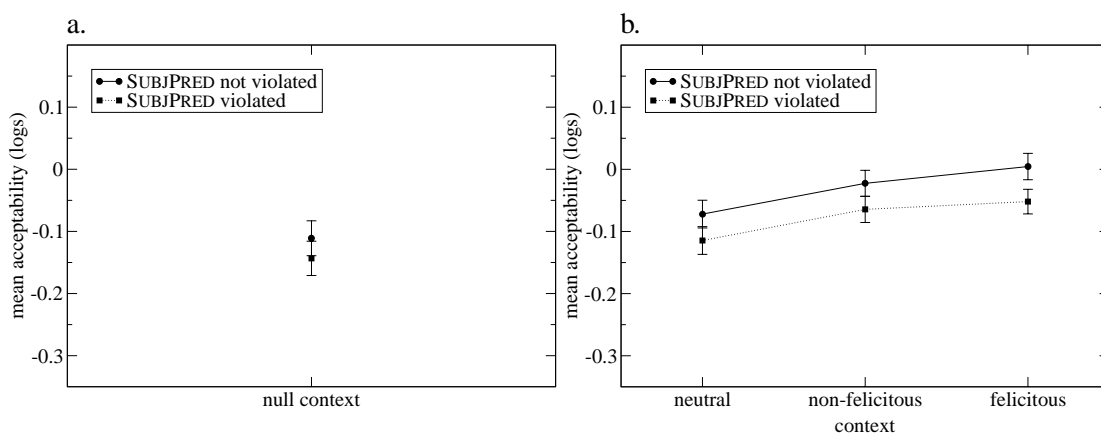 a.
SUBJPRED not violated
SUBJPRED violated
0.1
0
-0.1
-0.2
-0.3
mean acceptability (logs)
null context
b.
SUBJPRED not violated
SUBJPRED violated
0.1
0
-0.1
-0.2
-0.3
mean acceptability (logs)
neutral non-felicitous felicitous
context